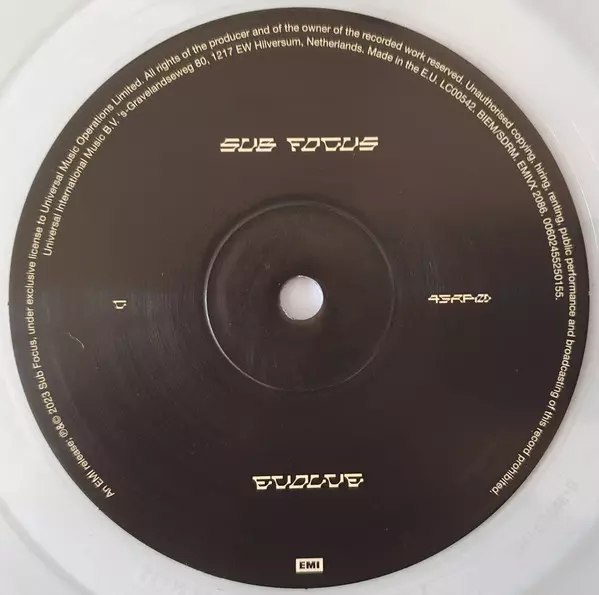 An EMI release; ℗&© 2023 Sub Focus, under exclusive license to Universal Music Operations Limited. All rights of the producer and of the owner of the recorded work reserved. Unauthorised copying, hiring, renting, public performance and broadcasting of this record prohibited.
Universal International Music B.V. 's-Gravelandseweg 80, 1217 EW Hilversum, Netherlands. Made in the E.U. LC00542. BIEM/SDRM. EMIVX 2086. 00602455250155.
SUB FOCUS
45RPM
EVOLVE
EMI